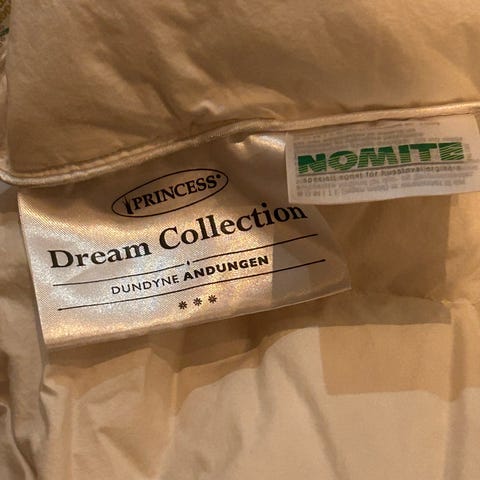 PRINCESS®
Dream Collection
DUNDYNE ANDUNGEN
***
NOMITE